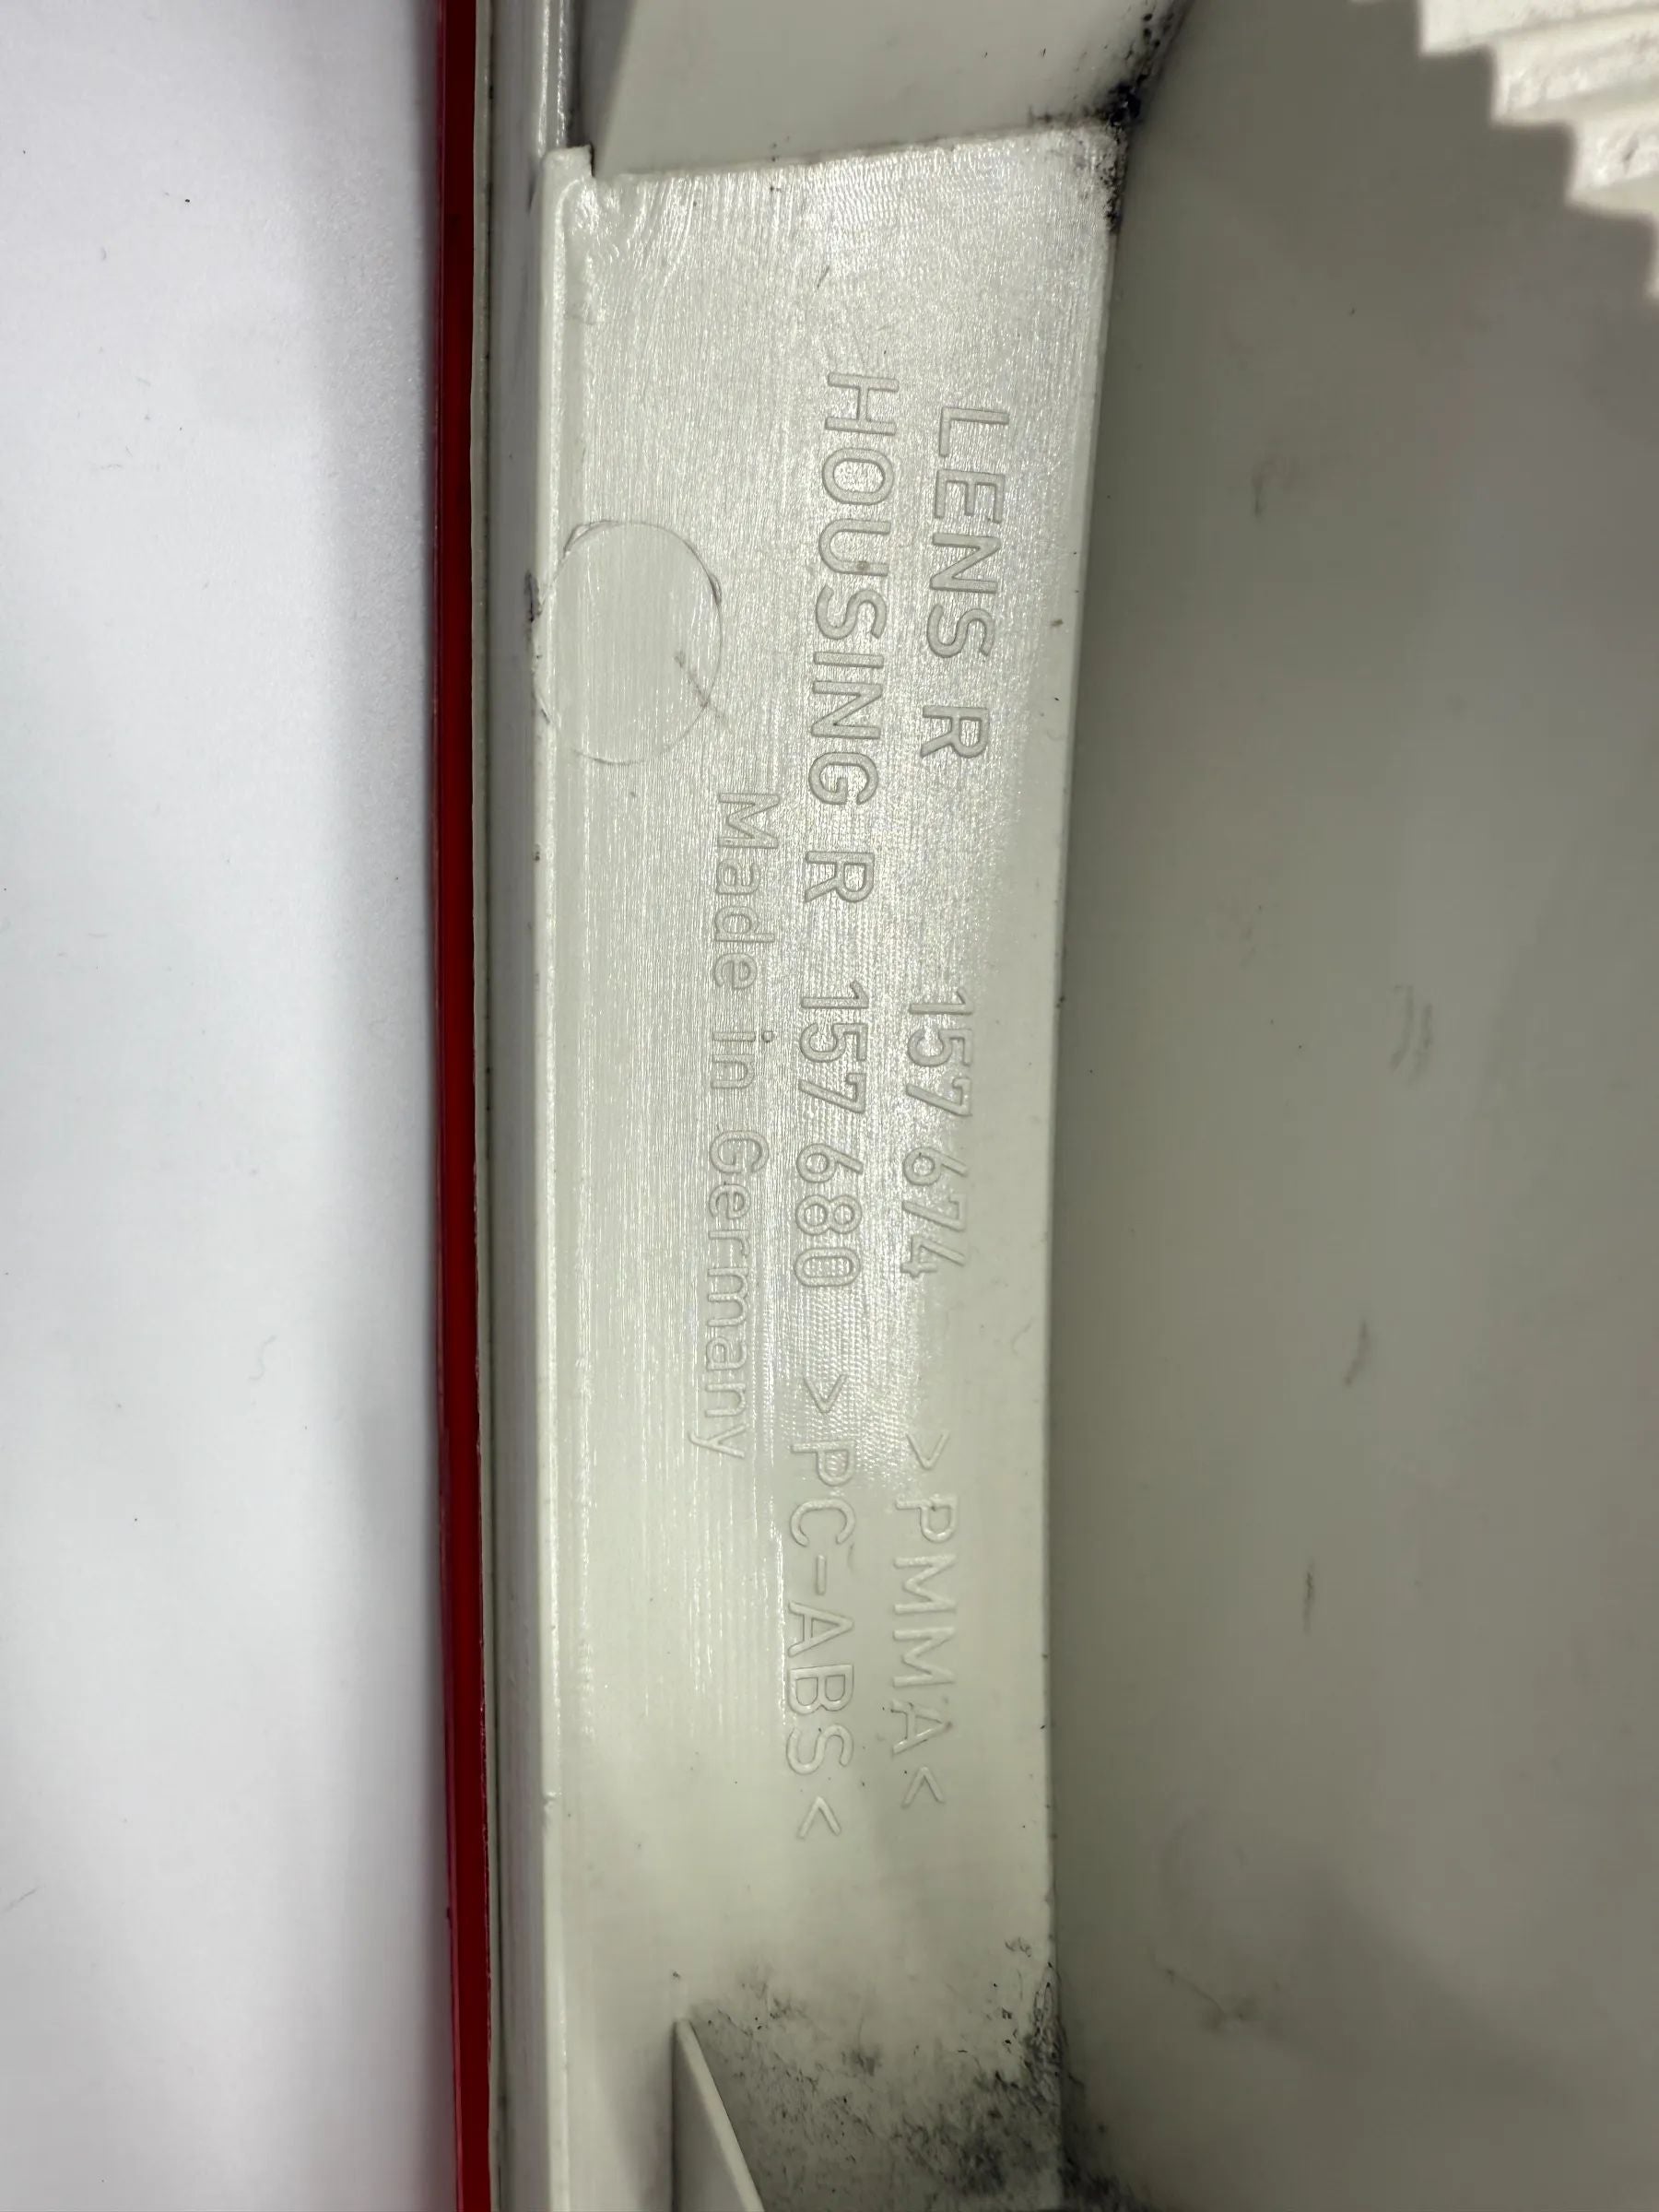 LENS R 157 674 >PMMA<
HOUSING R 157 680 >PC-ABS<
Made in Germany